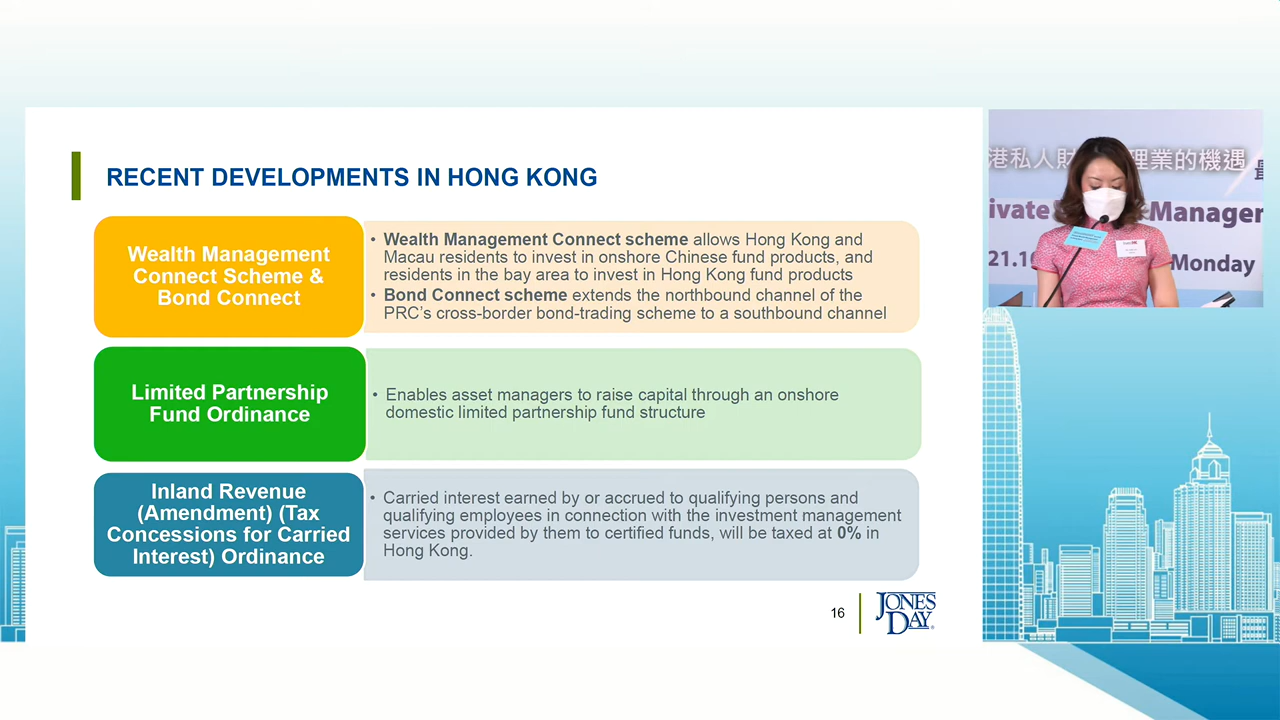 RECENT DEVELOPMENTS IN HONG KONG
Wealth Management
Connect Scheme &
Bond Connect
• Wealth Management Connect scheme allows Hong Kong and
Macau residents to invest in onshore Chinese fund products, and
residents in the bay area to invest in Hong Kong fund products
• Bond Connect scheme extends the northbound channel of the
PRC's cross-border bond-trading scheme to a southbound channel
Limited Partnership
Fund Ordinance
• Enables asset managers to raise capital through an onshore
domestic limited partnership fund structure
Inland Revenue
(Amendment) (Tax
Concessions for Carried
Interest) Ordinance
• Carried interest earned by or accrued to qualifying persons and
qualifying employees in connection with the investment management
services provided by them to certified funds, will be taxed at 0% in
Hong Kong.
16
JONES
DAY
港私人財 理業的機遇
ivate Manager
21.1 Monday